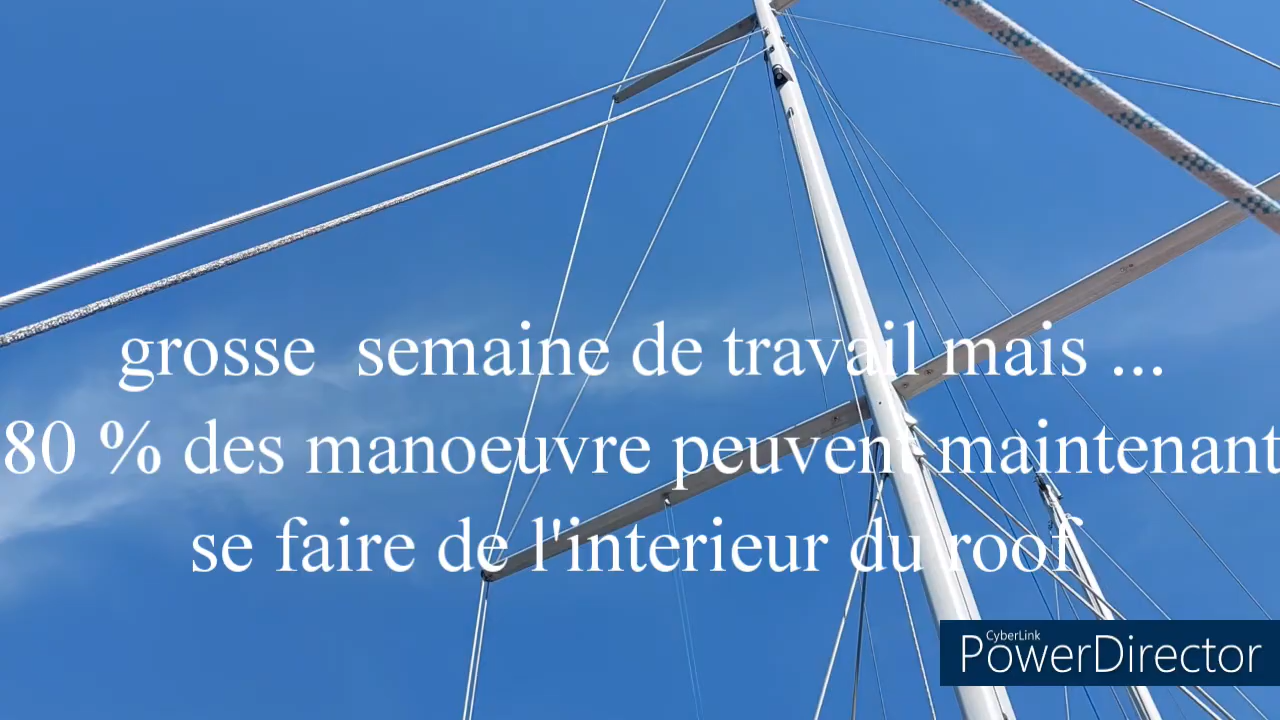 grosse semaine de travail mais ...
80 % des manoeuvre peuvent maintenant
se faire de l'interieur du roof
CyberLink
PowerDirector